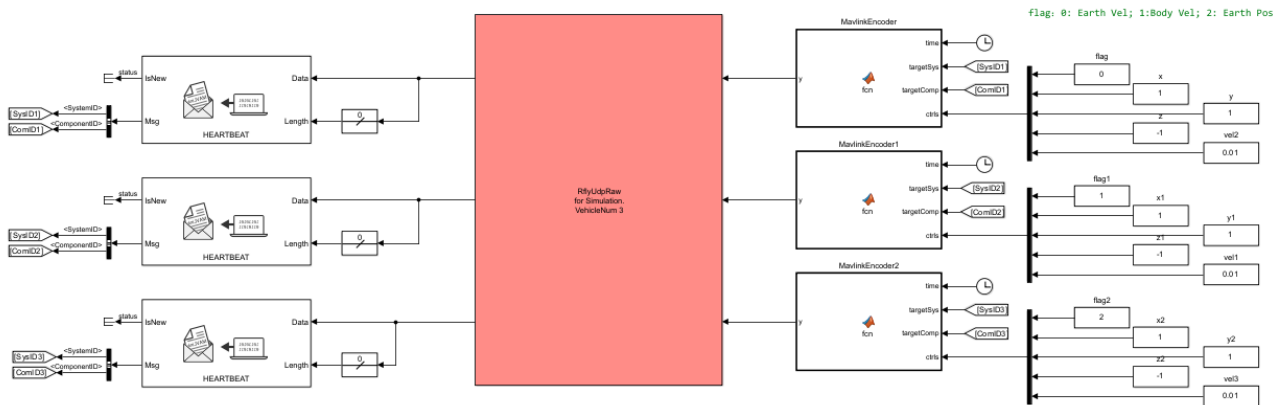 flag: 0: Earth Vel; 1:Body Vel; 2: Earth Pos
status
IsNew
Data
<SystemID>
[SysID1]
<ComponentID>
[ComID1]
Msg
Length
0
HEARTBEAT
status
IsNew
Data
<SystemID>
[SysID2]
<ComponentID>
[ComID2]
Msg
Length
0
HEARTBEAT
status
IsNew
Data
<SystemID>
[SysID3]
<ComponentID>
[ComID3]
Msg
Length
0
HEARTBEAT
RflyUdpRaw
for Simulation.
VehicleNum 3
MavlinkEncoder
time
targetSys
[SysID1]
y
fcn
targetComp
[ComID1]
ctrls
MavlinkEncoder1
time
targetSys
[SysID2]
y
fcn
targetComp
[ComID2]
ctrls
MavlinkEncoder2
time
targetSys
[SysID3]
y
fcn
targetComp
[ComID3]
ctrls
flag
0
x
1
y
1
z
-1
vel2
0.01
flag1
1
x1
1
y1
1
z1
-1
vel1
0.01
flag2
2
x2
1
y2
1
z2
-1
vel3
0.01